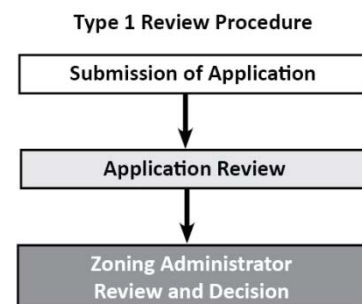 Type 1 Review Procedure
Submission of Application
Application Review
Zoning Administrator
Review and Decision